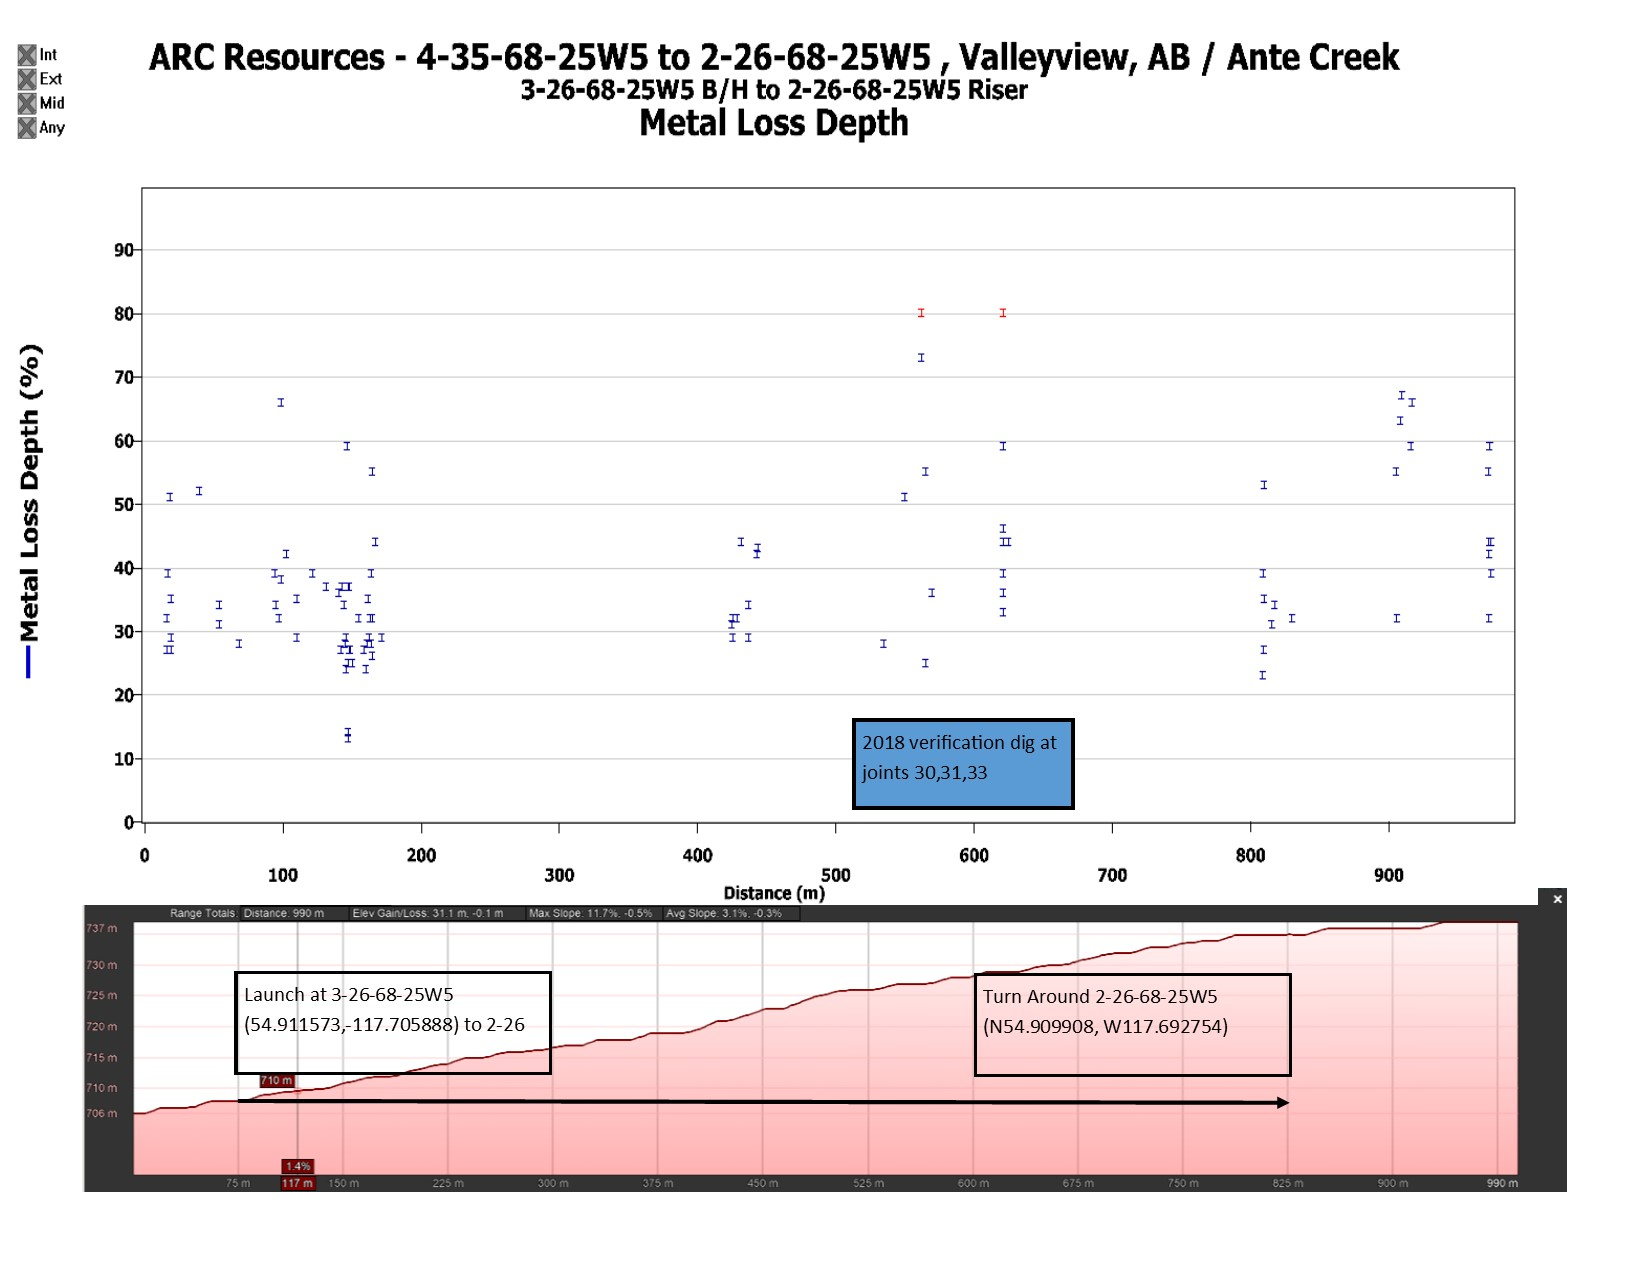 Int
Ext
Mid
Any
ARC Resources - 4-35-68-25W5 to 2-26-68-25W5 , Valleyview, AB / Ante Creek
3-26-68-25W5 B/H to 2-26-68-25W5 Riser
Metal Loss Depth
Metal Loss Depth (%)
90
80
70
60
50
40
30
20
10
0
2018 verification dig at
joints 30,31,33
0 200 400 600 800
100 300 500 700 900
Distance (m)
Range Totals: Distance: 990 m Elev Gain/Loss: 31.1 m, -0.1 m Max Slope: 11.7%, -0.5% Avg Slope: 3.1%, -0.3%
737 m
730 m
725 m
720 m
715 m
710 m
706 m
Launch at 3-26-68-25W5
(54.911573,-117.705888) to 2-26
Turn Around 2-26-68-25W5
(N54.909908, W117.692754)
710 m
1.4%
75 m 117 m 150 m 225 m 300 m 375 m 450 m 525 m 600 m 675 m 750 m 825 m 900 m 990 m